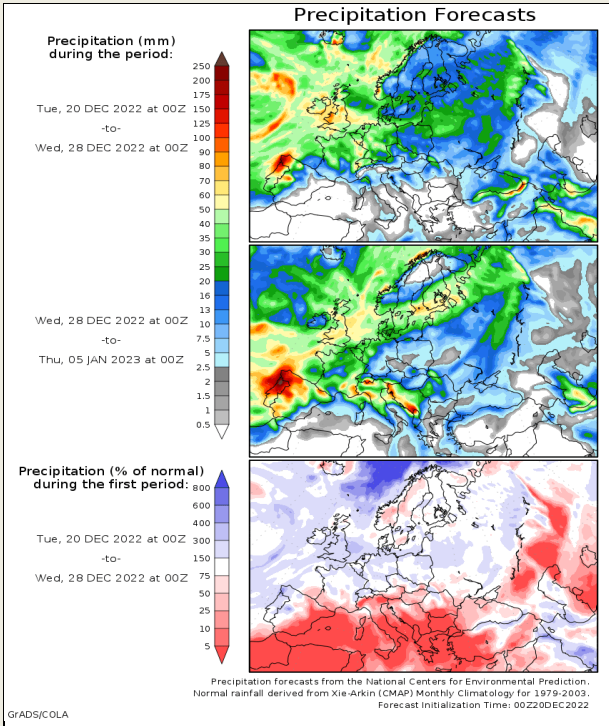 Precipitation Forecasts
Precipitation (mm)
during the period:
250
200
175
150
125
100
90
80
70
60
50
40
35
30
25
20
16
13
10
7.5
5
2.5
2
1.5
1
0.5
Tue, 20 DEC 2022 at 00Z
-to-
Wed, 28 DEC 2022 at 00Z
Wed, 28 DEC 2022 at 00Z
-to-
Thu, 05 JAN 2023 at 00Z
Precipitation (% of normal)
during the first period:
800
600
400
300
150
75
50
25
10
5
Tue, 20 DEC 2022 at 00Z
-to-
Wed, 28 DEC 2022 at 00Z
Precipitation forecasts from the National Centers for Environmental Prediction.
Normal rainfall derived from Xie-Arkin (CMAP) Monthly Climatology for 1979-2003.
Forecast Initialization Time: 00Z20DEC2022
GrADS/COLA